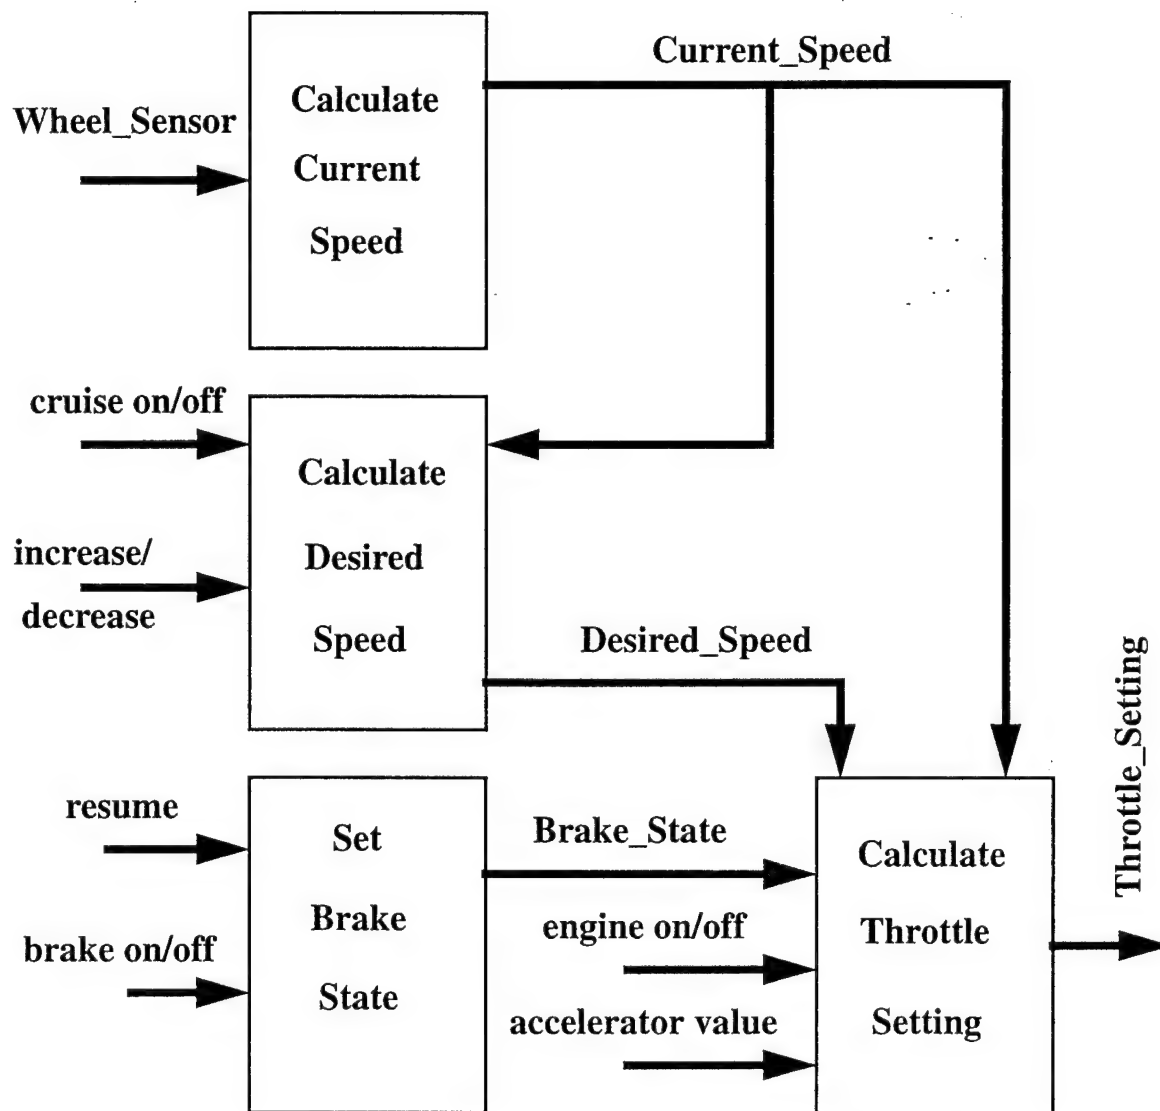 Current_Speed
Calculate
Current
Speed
Wheel_Sensor
cruise on/off
Calculate
Desired
Speed
increase/
decrease
Desired_Speed
Throttle_Setting
resume
Set
Brake
State
Brake_State
brake on/off
engine on/off
accelerator value
Calculate
Throttle
Setting